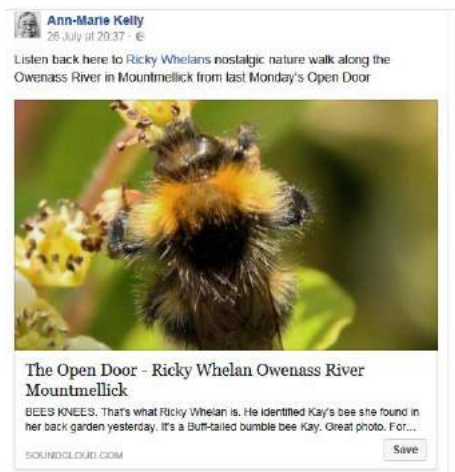 Ann-Marie Kelly
26 July at 20:37
Listen back here to Ricky Whelans nostalgic nature walk along the
Owenass River in Mountmellick from last Monday's Open Door
The Open Door - Ricky Whelan Owenass River
Mountmellick
BEES KNEES. That's what Ricky Whelan is. He identified Kay's bee she found in
her back garden yesterday. It's a Buff-tailed bumble bee Kay. Great photo. For...
SOUNDCLOUD.COM
Save